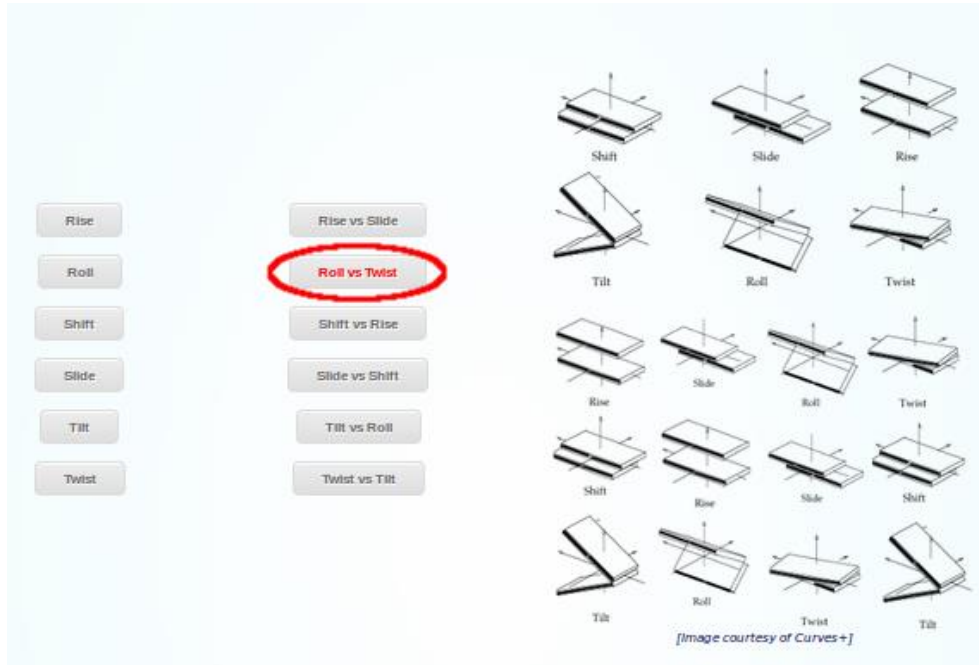 Rise
Roll
Shift
Slide
Tilt
Twist
Rise vs Slide
Roll vs Twist
Shift vs Rise
Slide vs Shift
Tilt vs Roll
Twist vs Tilt
Shift Slide Rise
Tilt Roll Twist
Rise Slide Roll Twist
Shift Rise Slide Shift
Tilt Roll Twist Tilt
[Image courtesy of Curves+]